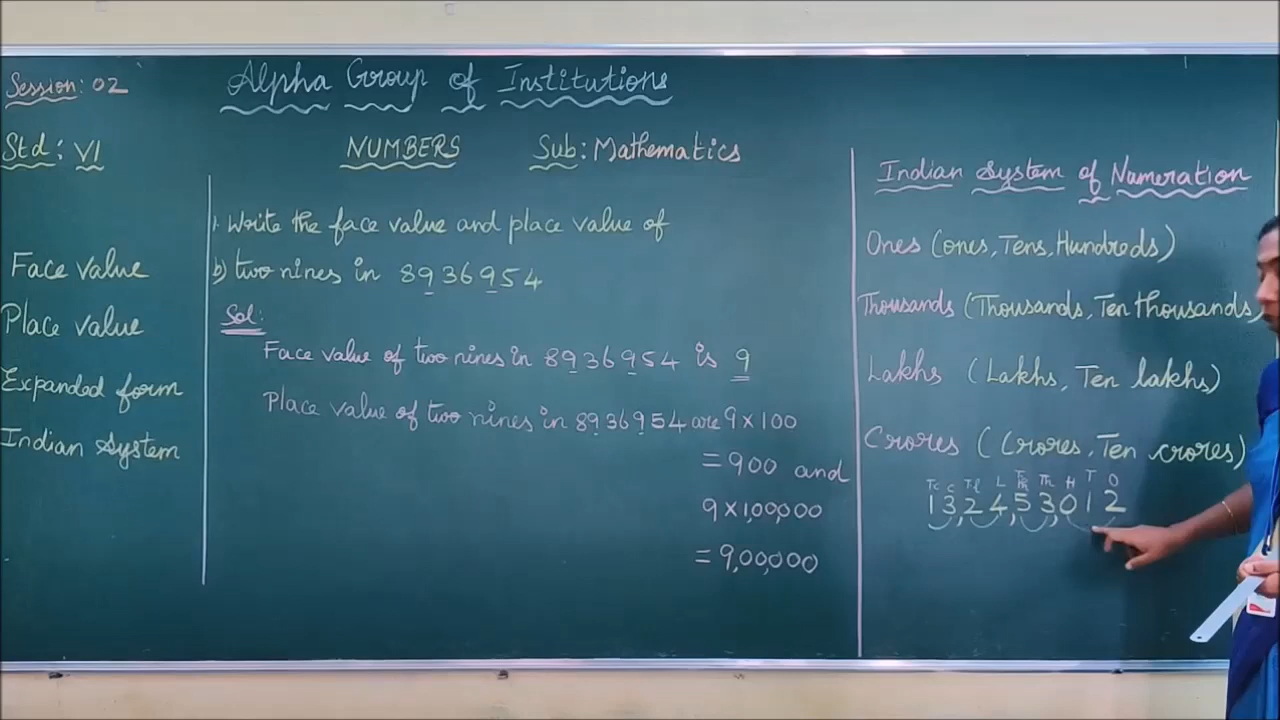 Session: 02
Alpha Group of Institutions
Std: VI
NUMBERS
Sub: Mathematics
Face value
Place value
Expanded form
Indian System
1. Write the face value and place value of
b) two nines in 8936954
Sol:
Face value of two nines in 8936954 is 9
Place value of two nines in 8936954 are 9 x 100
= 900 and
9 x 1,00,000
= 9,00,000
Indian System of Numeration
Ones (Ones, Tens, Hundreds)
Thousands (Thousands, Ten thousands)
Lakhs (Lakhs, Ten lakhs)
Crores (Crores, Ten crores)
Tc C Tl L T Th Th H T O
13,24,53,012